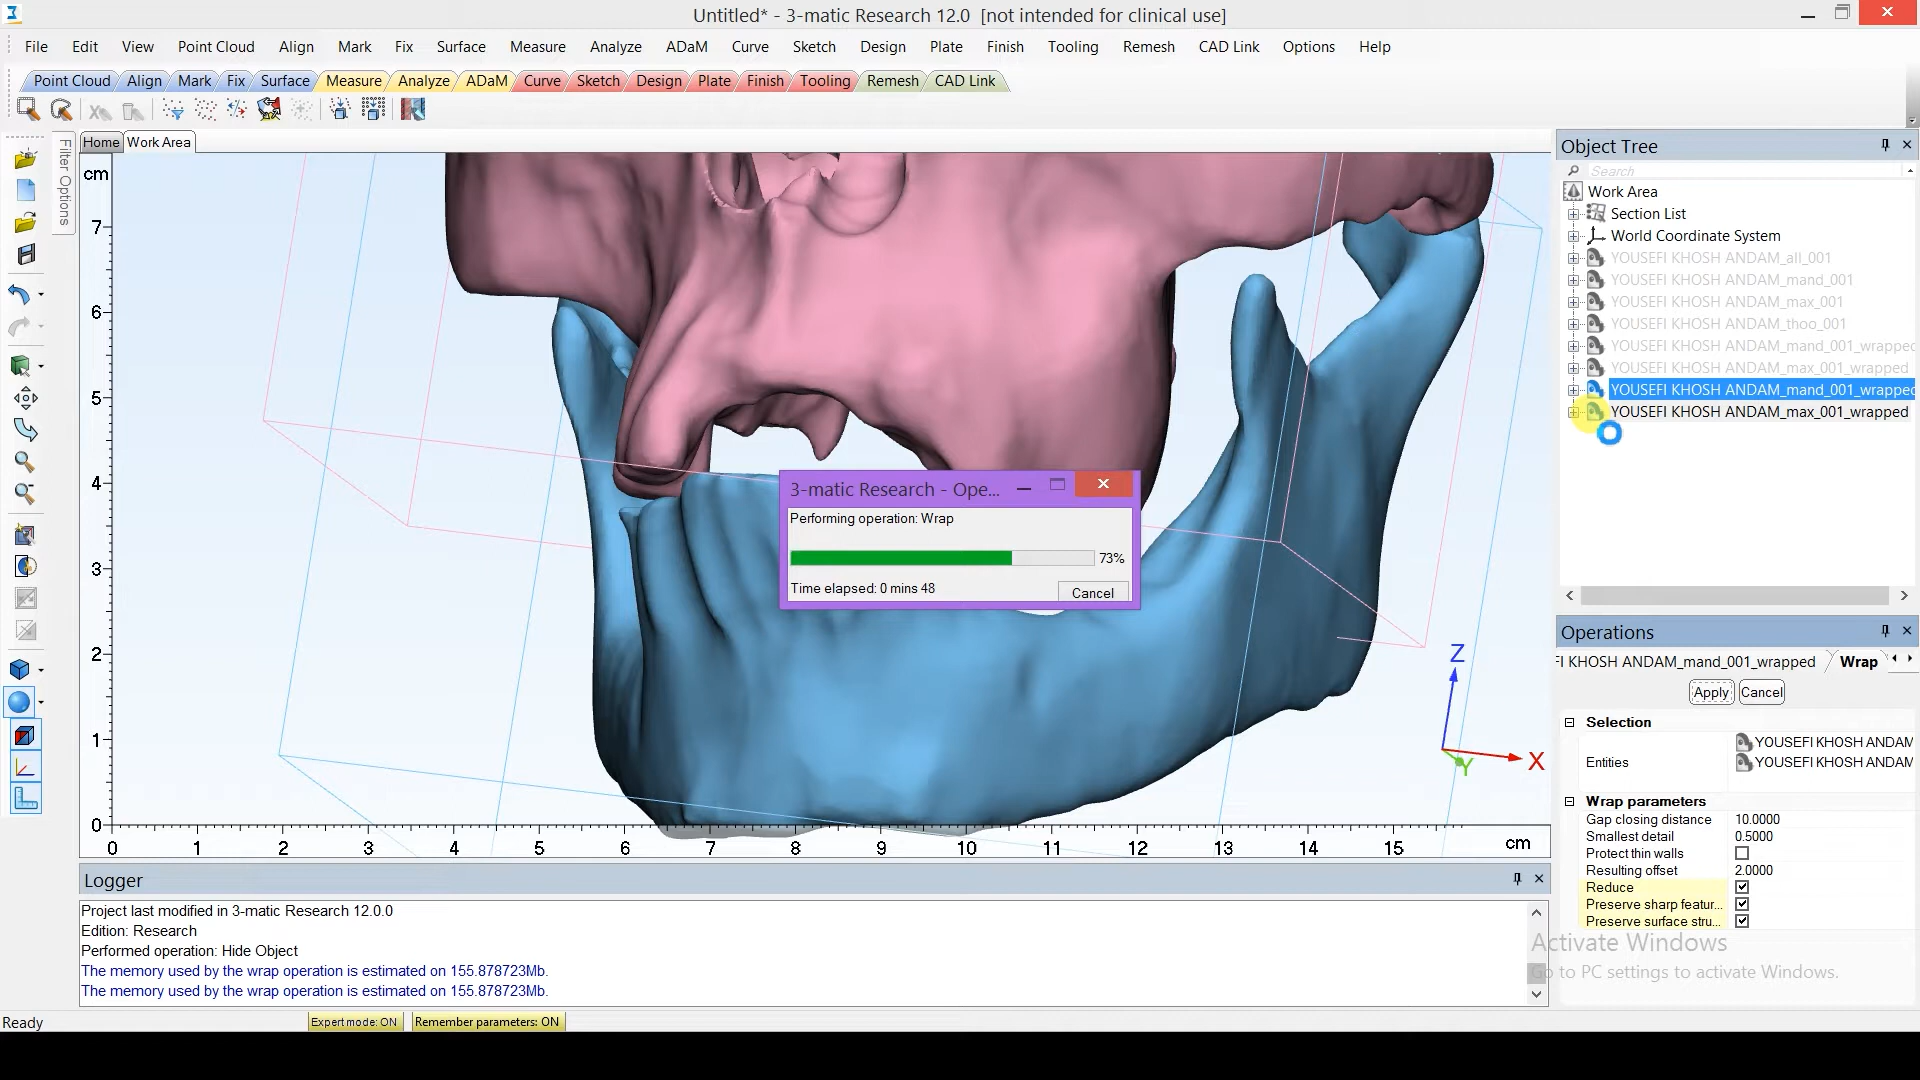 Untitled* - 3-matic Research 12.0  [not intended for clinical use]
File Edit View Point Cloud Align Mark Fix Surface Measure Analyze ADaM Curve Sketch Design Plate Finish Tooling Remesh CAD Link Options Help
Point Cloud Align Mark Fix Surface Measure Analyze ADaM Curve Sketch Design Plate Finish Tooling Remesh CAD Link
Filter Options
Home Work Area
cm
7
6
5
4
3
2
1
0
0 1 2 3 4 5 6 7 8 9 10 11 12 13 14 15 cm
Z
X
Y
3-matic Research - Ope...
Performing operation: Wrap
73%
Time elapsed: 0 mins 48
Cancel
Object Tree
Search
Work Area
Section List
World Coordinate System
YOUSEFI KHOSH ANDAM_all_001
YOUSEFI KHOSH ANDAM_mand_001
YOUSEFI KHOSH ANDAM_max_001
YOUSEFI KHOSH ANDAM_thoo_001
YOUSEFI KHOSH ANDAM_mand_001_wrapped
YOUSEFI KHOSH ANDAM_max_001_wrapped
YOUSEFI KHOSH ANDAM_mand_001_wrapped
YOUSEFI KHOSH ANDAM_max_001_wrapped
Operations
FI KHOSH ANDAM_mand_001_wrapped Wrap
Apply Cancel
Selection
YOUSEFI KHOSH ANDAM
Entities
YOUSEFI KHOSH ANDAM
Wrap parameters
Gap closing distance 10.0000
Smallest detail 0.5000
Protect thin walls
Resulting offset 2.0000
Reduce
Preserve sharp featur...
Preserve surface stru...
Activate Windows
Go to PC settings to activate Windows.
Logger
Project last modified in 3-matic Research 12.0.0
Edition: Research
Performed operation: Hide Object
The memory used by the wrap operation is estimated on 155.878723Mb.
The memory used by the wrap operation is estimated on 155.878723Mb.
Ready
Expert mode: ON
Remember parameters: ON